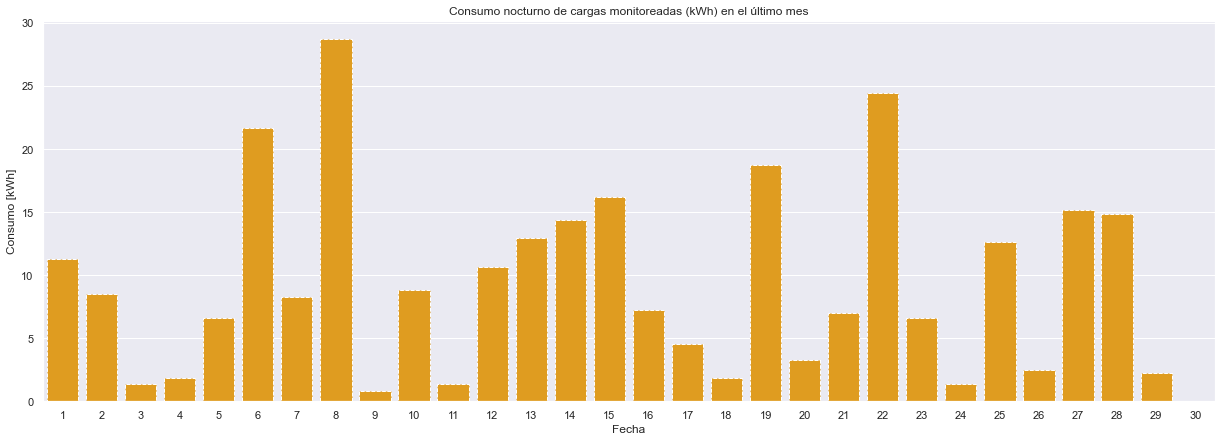 Consumo nocturno de cargas monitoreadas (kWh) en el último mes
30
25
20
15
10
5
0
Consumo [kWh]
1 2 3 4 5 6 7 8 9 10 11 12 13 14 15 16 17 18 19 20 21 22 23 24 25 26 27 28 29 30
Fecha